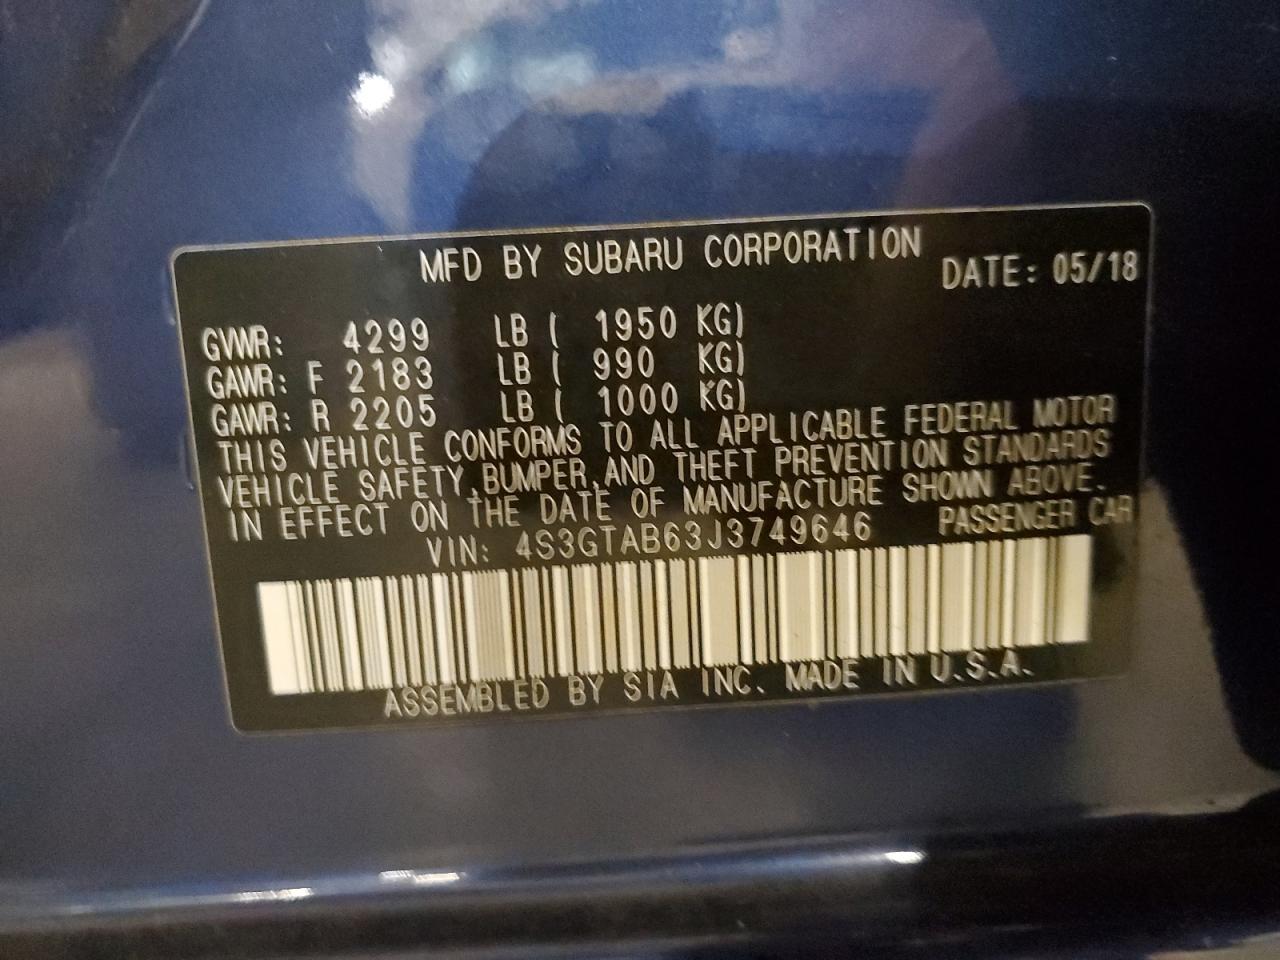 MFD BY SUBARU CORPORATION DATE: 05/18
GVWR: 4299 LB ( 1950 KG)
GAWR: F 2183 LB ( 990 KG)
GAWR: R 2205 LB ( 1000 KG)
THIS VEHICLE CONFORMS TO ALL APPLICABLE FEDERAL MOTOR
VEHICLE SAFETY,BUMPER,AND THEFT PREVENTION STANDARDS
IN EFFECT ON THE DATE OF MANUFACTURE SHOWN ABOVE.
VIN: 4S3GTAB63J3749646 PASSENGER CAR
ASSEMBLED BY SIA INC. MADE IN U.S.A.